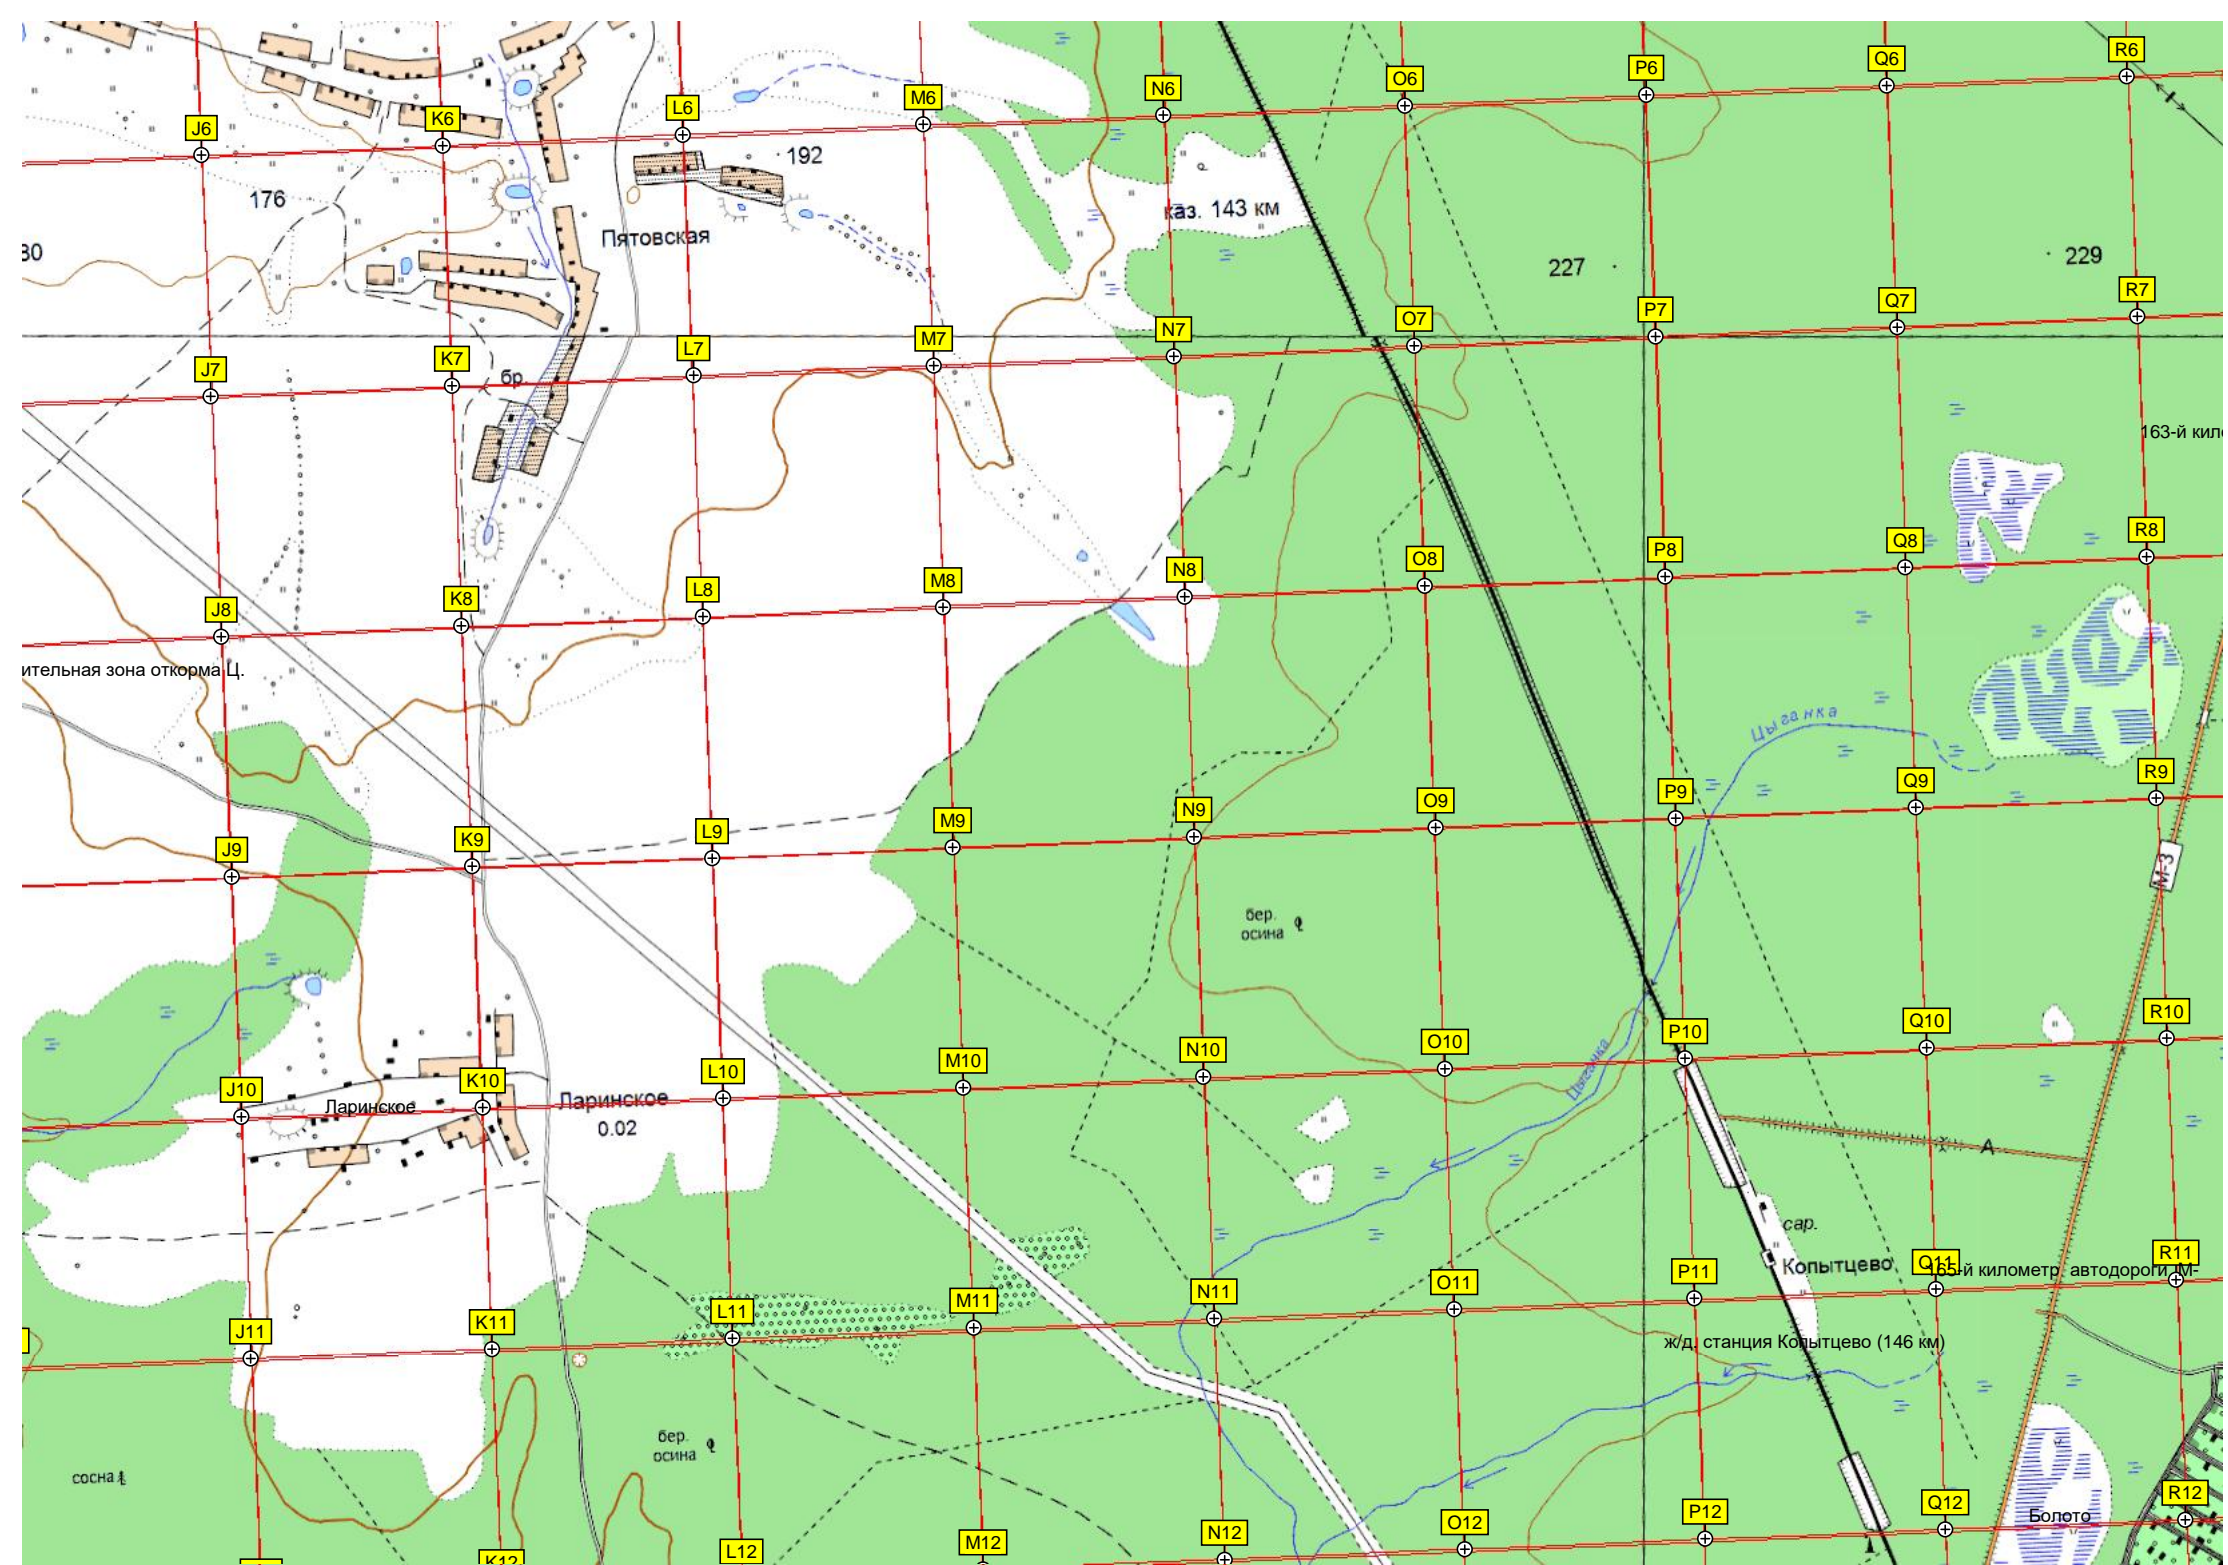 R6
Q6
P6
O6
N6
M6
L6
K6
J6
192
176
каз. 143 км
Пятовская
80
227
229
R7
Q7
P7
O7
N7
M7
L7
K7
J7
бр.
163-й кил
R8
Q8
P8
O8
N8
M8
L8
K8
J8
ительная зона откорма Ц.
Цыганка
R9
Q9
P9
O9
N9
M9
L9
K9
J9
М-3
бер.
осина
R10
Q10
P10
O10
N10
M10
L10
K10
J10
Цыганка
Ларинское
Ларинское
0.02
А
сар.
Копытцево
165-й километр автодороги М-
R11
Q11
P11
O11
N11
M11
L11
K11
J11
ж/д. станция Копытцево (146 км)
бер.
осина
сосна
R12
Q12
P12
O12
N12
M12
L12
K12
Болото